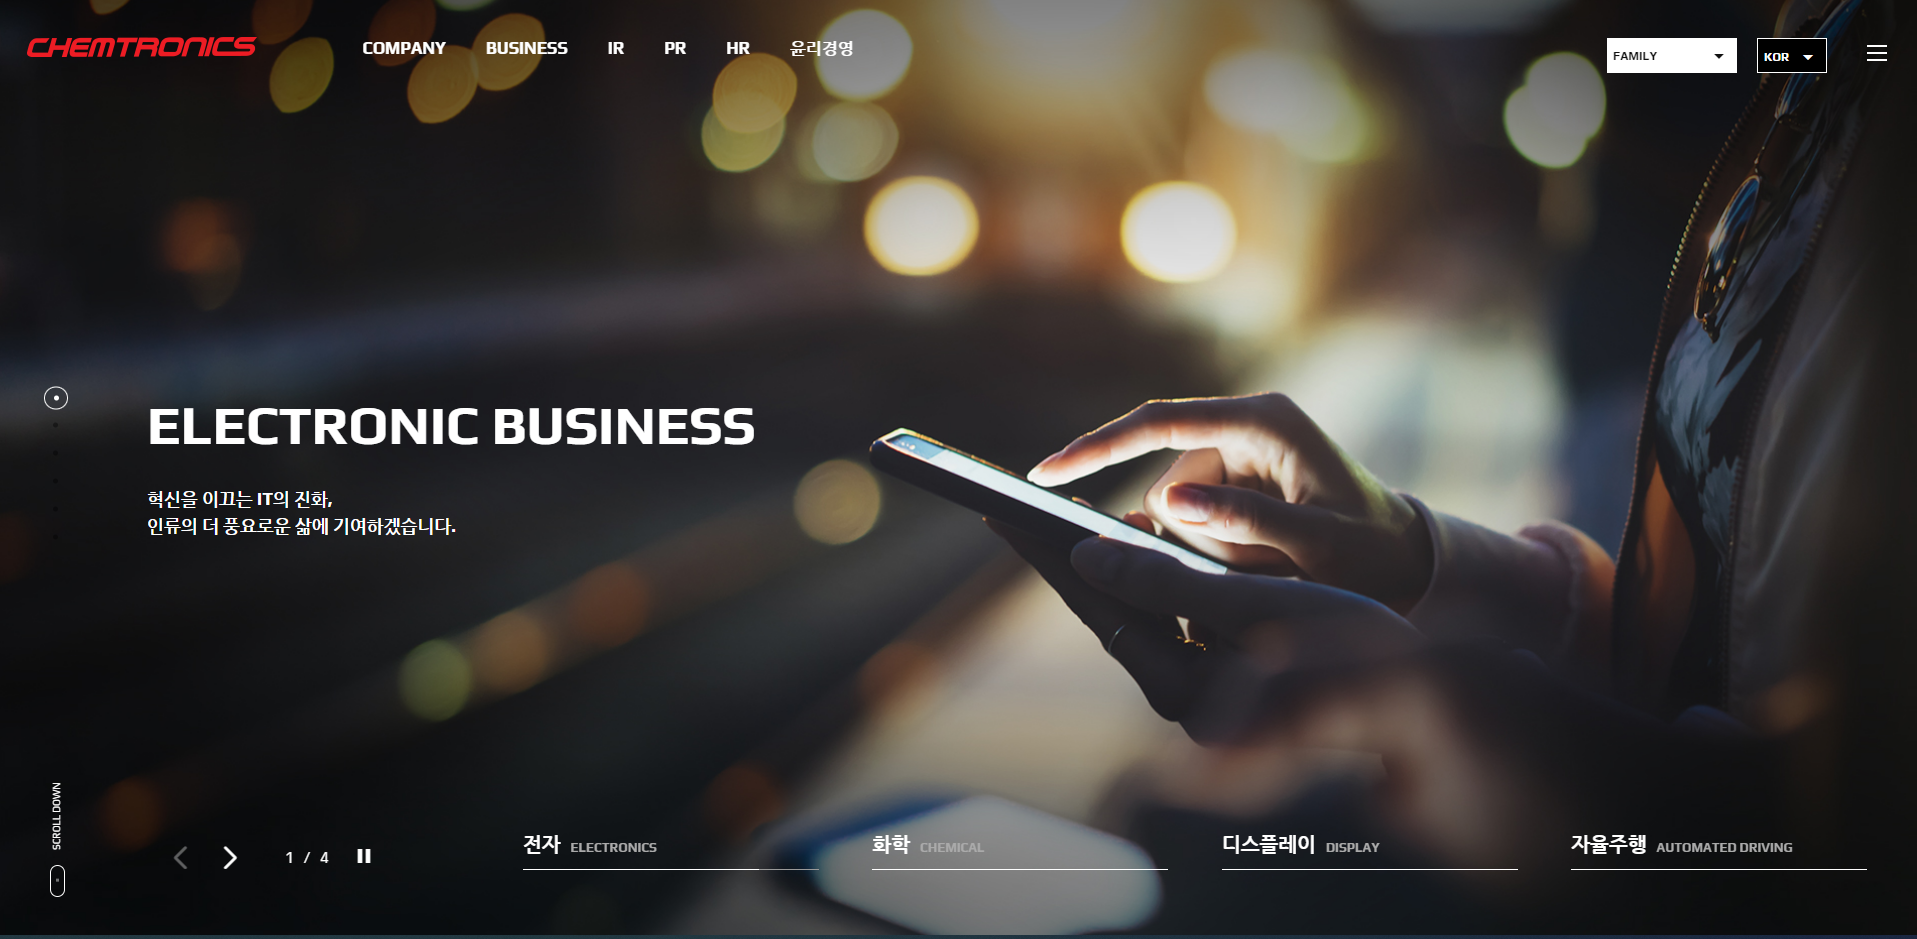 CHEMTRONICS
COMPANY BUSINESS IR PR HR 윤리경영
FAMILY
KOR
ELECTRONIC BUSINESS
혁신을 이끄는 IT의 진화,
인류의 더 풍요로운 삶에 기여하겠습니다.
SCROLL DOWN
1 / 4
전자 ELECTRONICS
화학 CHEMICAL
디스플레이 DISPLAY
자율주행 AUTOMATED DRIVING